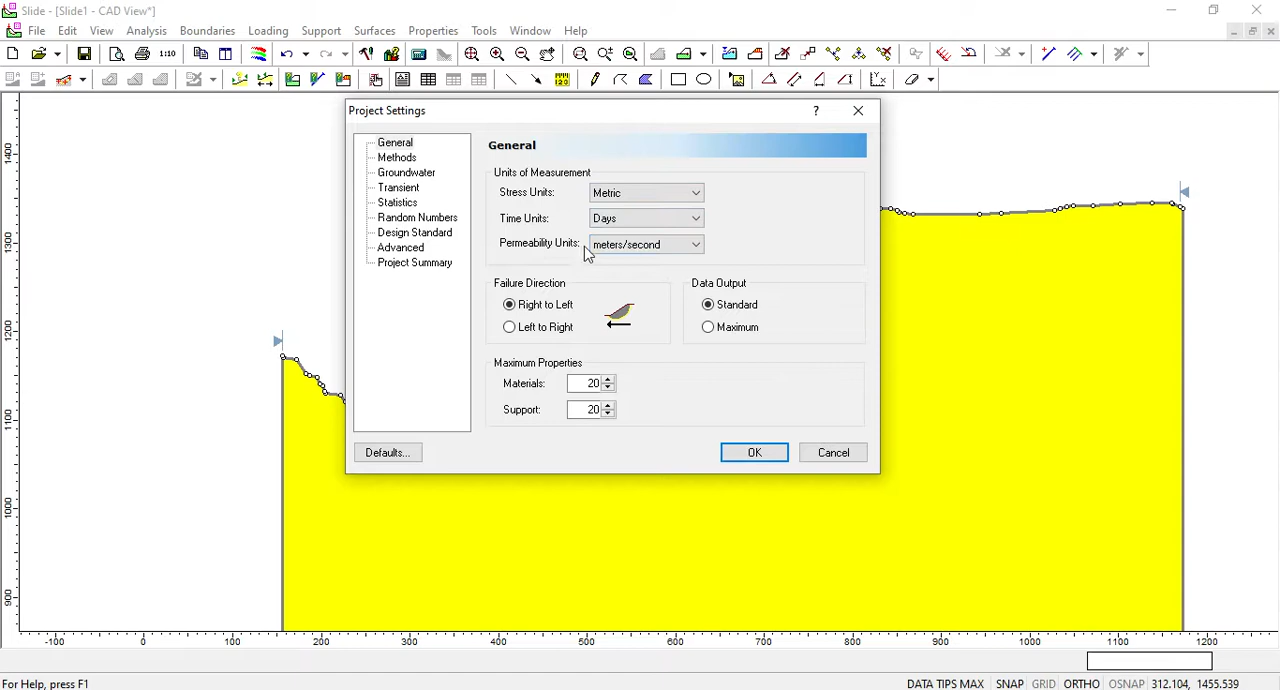 Slide - [Slide1 - CAD View*]
File Edit View Analysis Boundaries Loading Support Surfaces Properties Tools Window Help
1:10
Project Settings
?
General
Methods
Groundwater
Transient
Statistics
Random Numbers
Design Standard
Advanced
Project Summary
General
Units of Measurement
Stress Units: Metric
Time Units: Days
Permeability Units: meters/second
Failure Direction
Right to Left
Left to Right
Data Output
Standard
Maximum
Maximum Properties
Materials: 20
Support: 20
Defaults... OK Cancel
1400
1300
1200
1100
1000
900
-100 0 100 200 300 400 500 600 700 800 900 1000 1100 1200
For Help, press F1 DATA TIPS MAX SNAP GRID ORTHO OSNAP 312.104, 1455.539